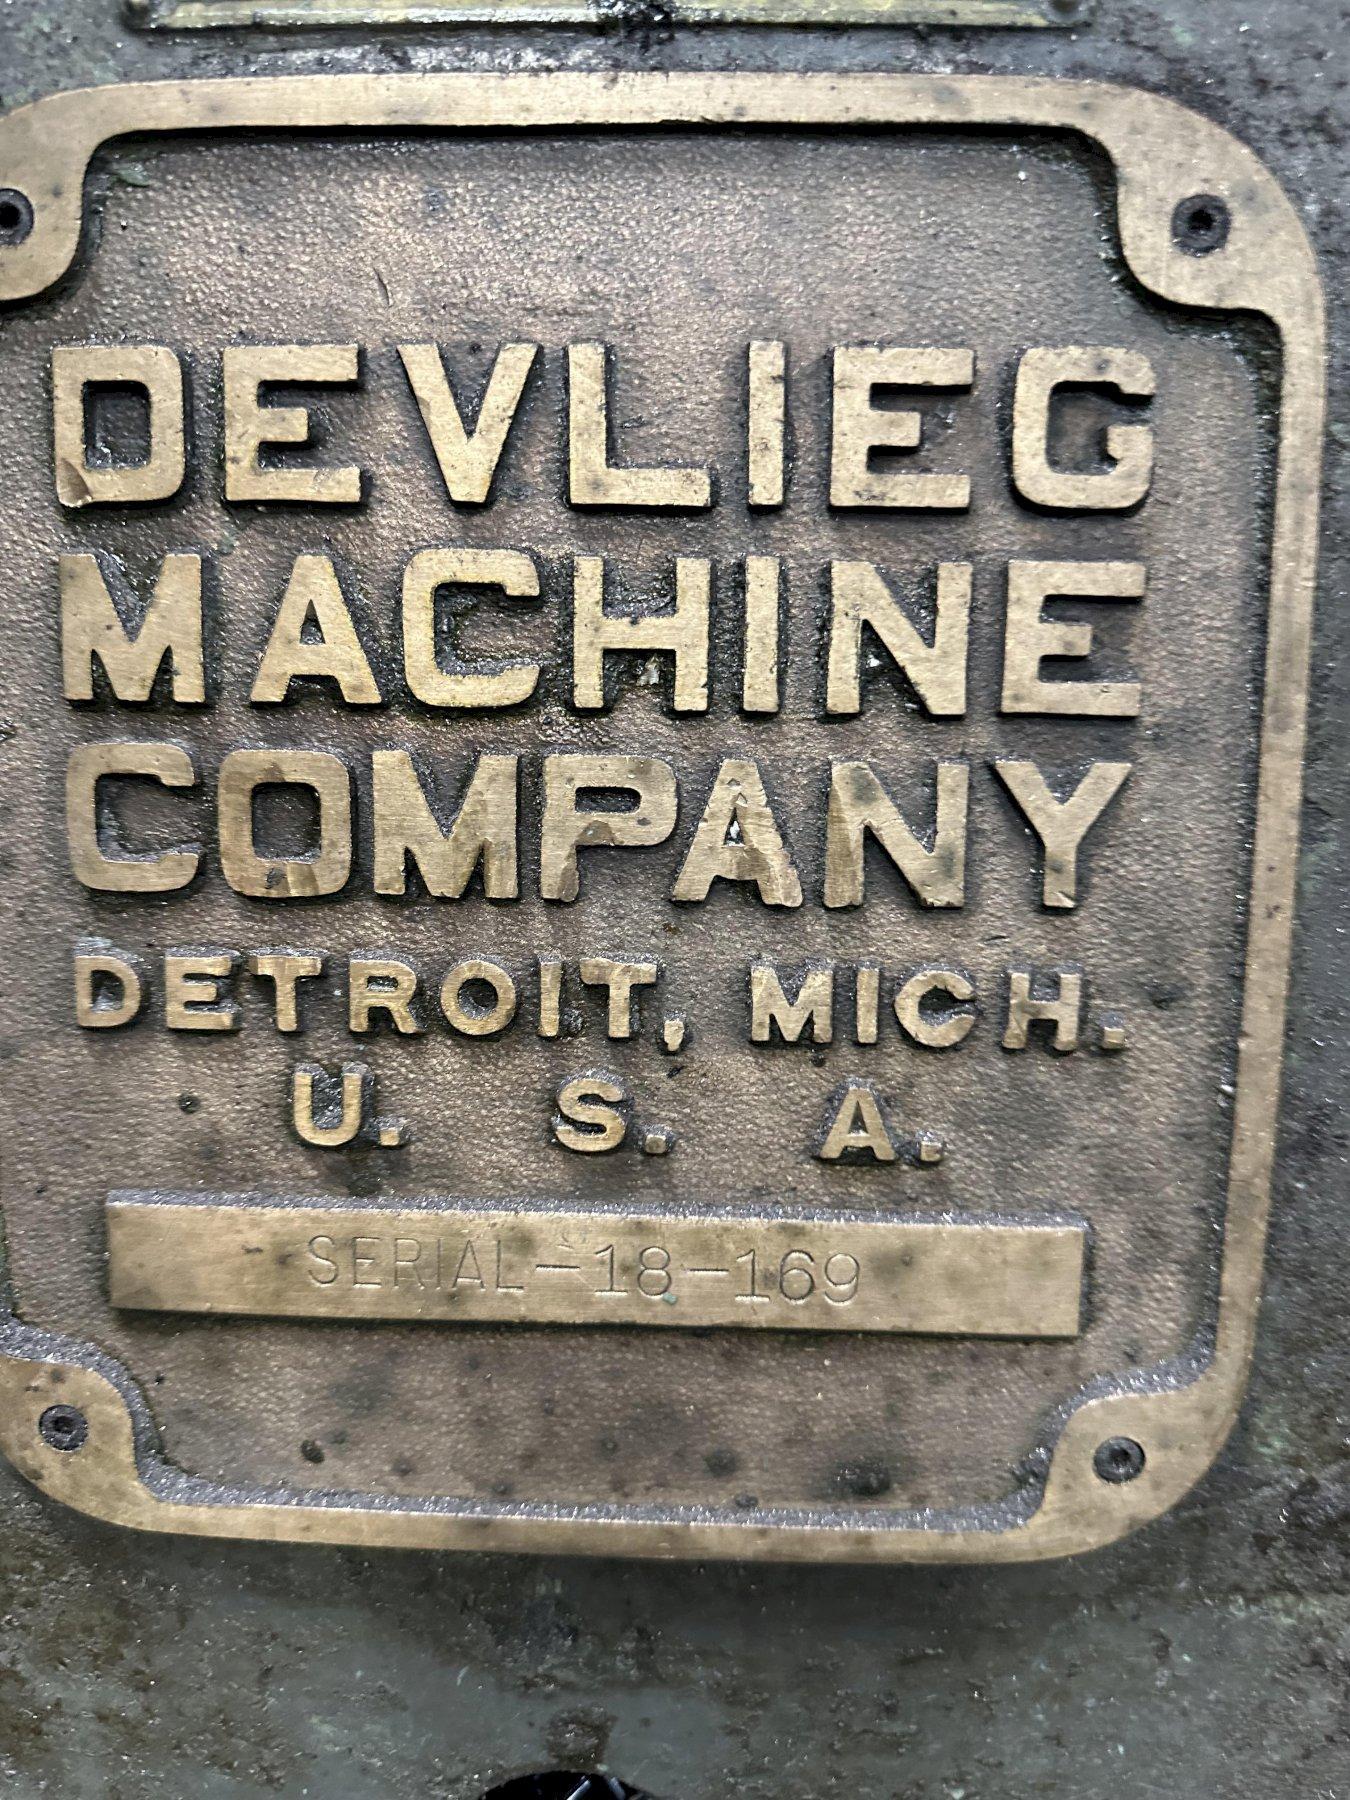 DEVLIEG
MACHINE
COMPANY
DETROIT, MICH.
U. S. A.
SERIAL-18-169